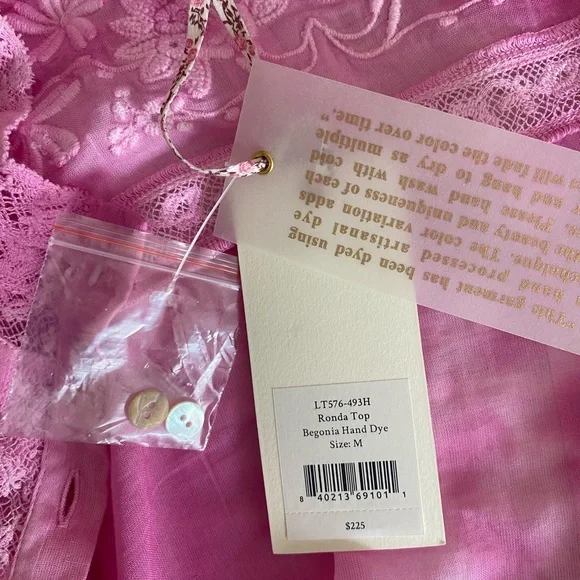 "This garment has been dyed using
hand processed artisanal dye
technique. The color variation adds
the beauty and uniqueness of each
Please hand wash with cold
and hang to dry as multiple
will fade the color over time."
LT576-493H
Ronda Top
Begonia Hand Dye
Size: M
8 40213 69101 1
$225